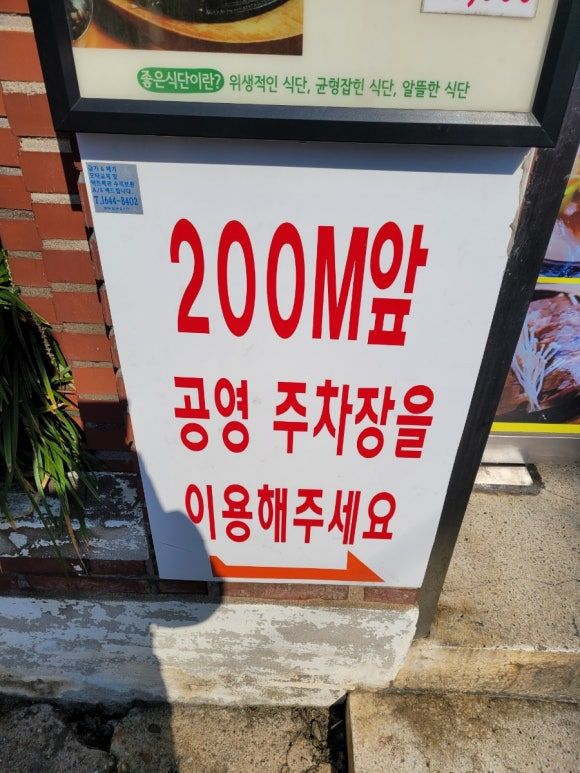 좋은식단이란? 위생적인 식단, 균형잡힌 식단, 알뜰한 식단
T.1644-8402
200M앞
공영 주차장을
이용해주세요